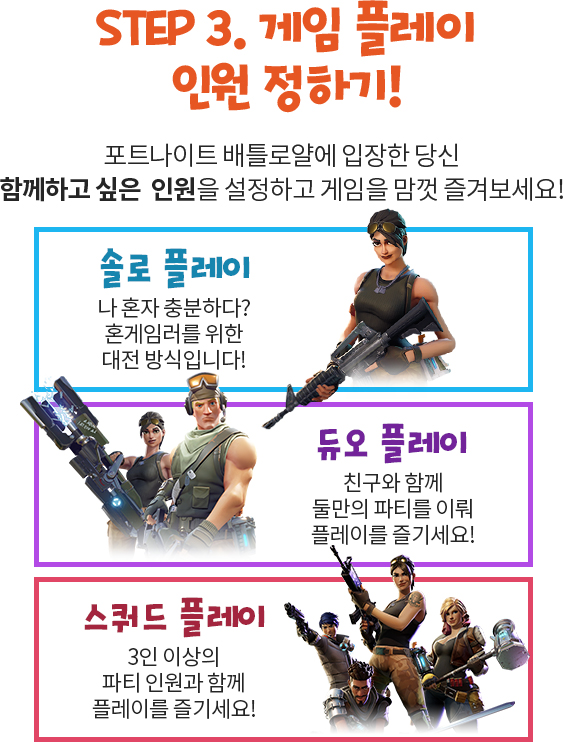 STEP 3. 게임 플레이
인원 정하기!
포트나이트 배틀로얄에 입장한 당신
함께하고 싶은 인원을 설정하고 게임을 맘껏 즐겨보세요!
솔로 플레이
나 혼자 충분하다?
혼게임러를 위한
대전 방식입니다!
듀오 플레이
친구와 함께
둘만의 파티를 이뤄
플레이를 즐기세요!
스쿼드 플레이
3인 이상의
파티 인원과 함께
플레이를 즐기세요!